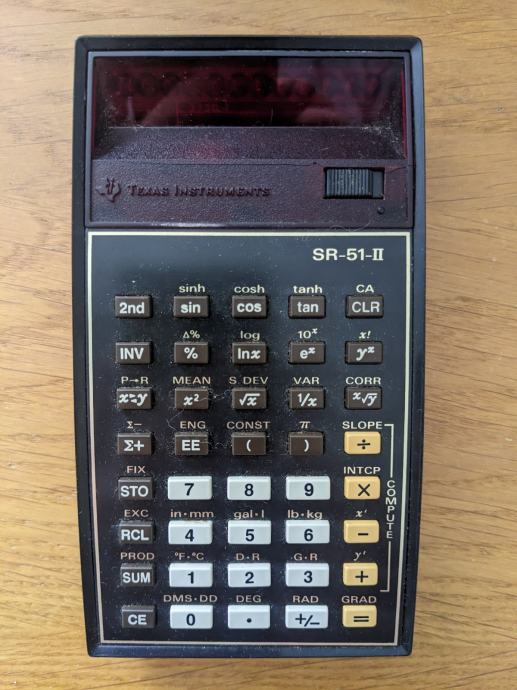 TEXAS INSTRUMENTS
SR-51-II
sinh cosh tanh CA
2nd sin cos tan CLR
Δ% log 10ˣ x!
INV % lnx eˣ yˣ
P→R MEAN S.DEV VAR CORR
x⇄y x² √x 1/x ˣ√y
Σ− ENG CONST π SLOPE
Σ+ EE ( ) ÷
FIX INTCP
STO 7 8 9 ×
EXC in·mm gal·l lb·kg x'
RCL 4 5 6 −
PROD °F·°C D·R G·R y'
SUM 1 2 3 +
DMS·DD DEG RAD GRAD
CE 0 . +/− =
COMPUTE